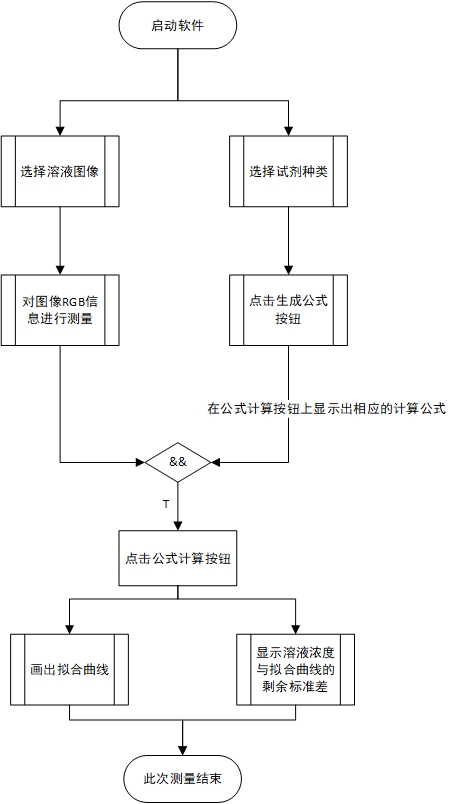 启动软件
选择溶液图像
选择试剂种类
对图像RGB信
息进行测量
点击生成公式
按钮
在公式计算按钮上显示出相应的计算公式
&&
T
点击公式计算按钮
画出拟合曲线
显示溶液浓度
与拟合曲线的
剩余标准差
此次测量结束